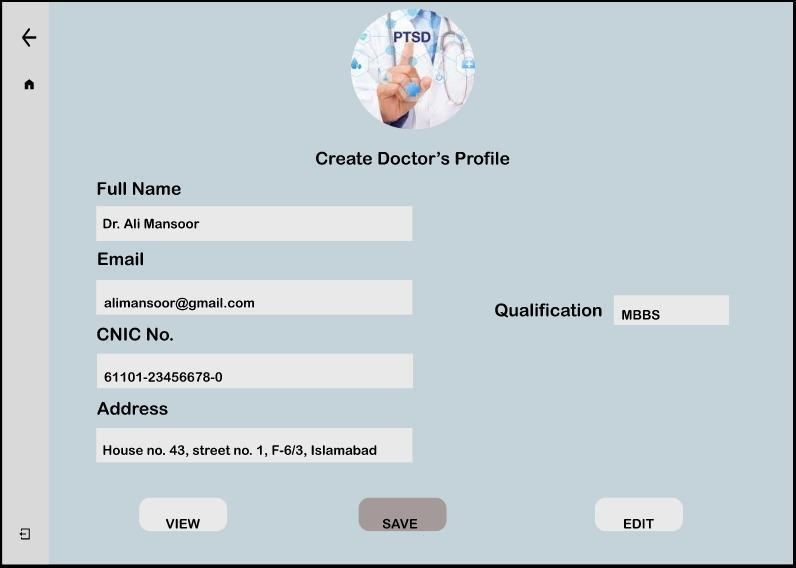 PTSD
Create Doctor's Profile
Full Name
Dr. Ali Mansoor
Email
alimansoor@gmail.com
Qualification MBBS
CNIC No.
61101-23456678-0
Address
House no. 43, street no. 1, F-6/3, Islamabad
VIEW SAVE EDIT